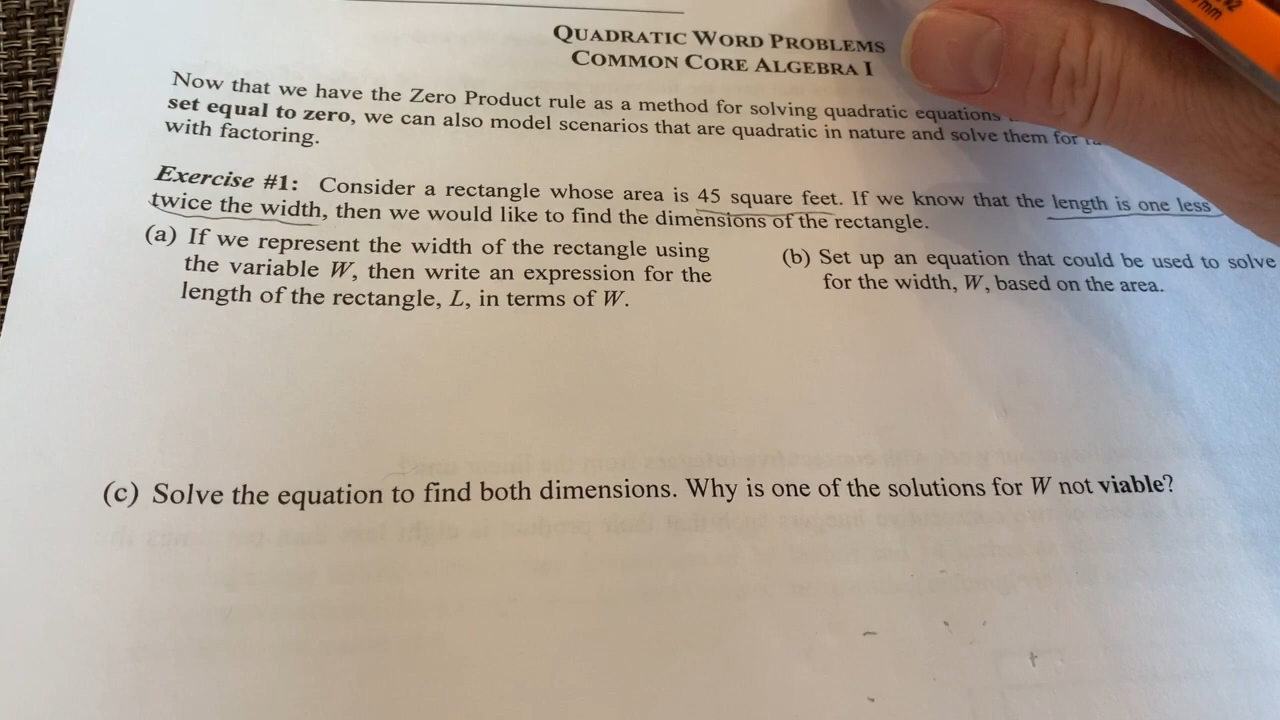 #2
mm
QUADRATIC WORD PROBLEMS
COMMON CORE ALGEBRA I
Now that we have the Zero Product rule as a method for solving quadratic equations
set equal to zero, we can also model scenarios that are quadratic in nature and solve them for
with factoring.
Exercise #1: Consider a rectangle whose area is 45 square feet. If we know that the length is one less
twice the width, then we would like to find the dimensions of the rectangle.
(a) If we represent the width of the rectangle using
the variable W, then write an expression for the
length of the rectangle, L, in terms of W.
(b) Set up an equation that could be used to solve
for the width, W, based on the area.
(c) Solve the equation to find both dimensions. Why is one of the solutions for W not viable?